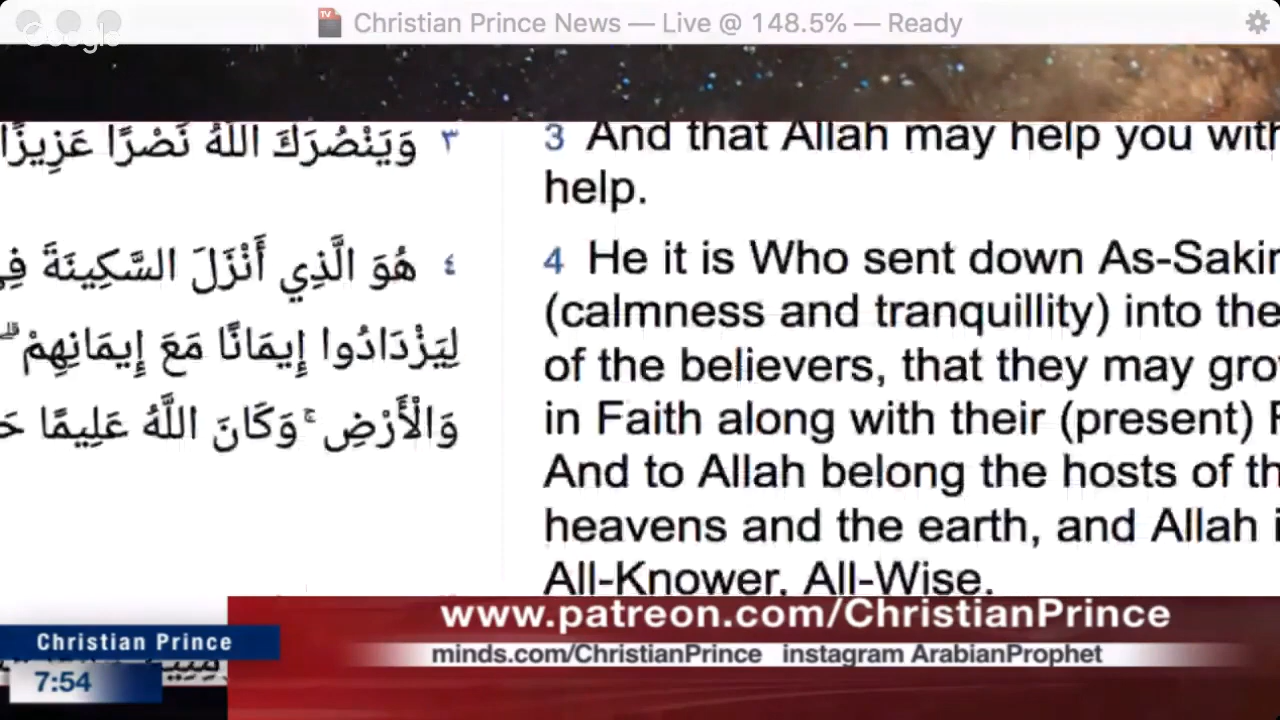 Christian Prince News — Live @ 148.5% — Ready
Google
٣ وَيَنْصُرَكَ اللَّهُ نَصْرًا عَزِيزًا
3 And that Allah may help you with
help.
٤ هُوَ الَّذِي أَنْزَلَ السَّكِينَةَ فِي
لِيَزْدَادُوا إِيمَانًا مَعَ إِيمَانِهِمْ ۗ
وَالْأَرْضِ ۚ وَكَانَ اللَّهُ عَلِيمًا
4 He it is Who sent down
(calmness and tranquillity) into the
of the believers, that they may
in Faith along with their (present)
And to Allah belong the hosts of
heavens and the earth, and Allah
All-Knower, All-Wise.
www.patreon.com/ChristianPrince
Christian Prince
minds.com/ChristianPrince instagram ArabianProphet
7:54